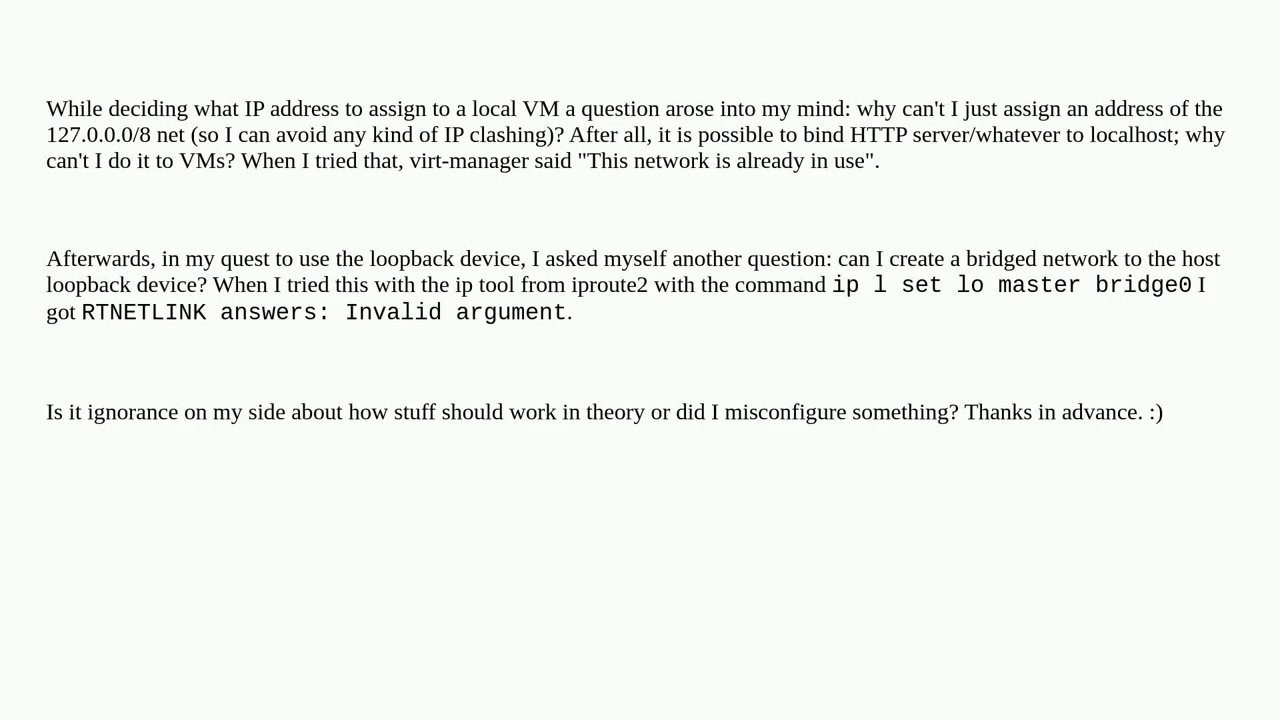 While deciding what IP address to assign to a local VM a question arose into my mind: why can't I just assign an address of the
127.0.0.0/8 net (so I can avoid any kind of IP clashing)? After all, it is possible to bind HTTP server/whatever to localhost; why
can't I do it to VMs? When I tried that, virt-manager said "This network is already in use".
Afterwards, in my quest to use the loopback device, I asked myself another question: can I create a bridged network to the host
loopback device? When I tried this with the ip tool from iproute2 with the command ip l set lo master bridge0 I
got RTNETLINK answers: Invalid argument.
Is it ignorance on my side about how stuff should work in theory or did I misconfigure something? Thanks in advance. :)